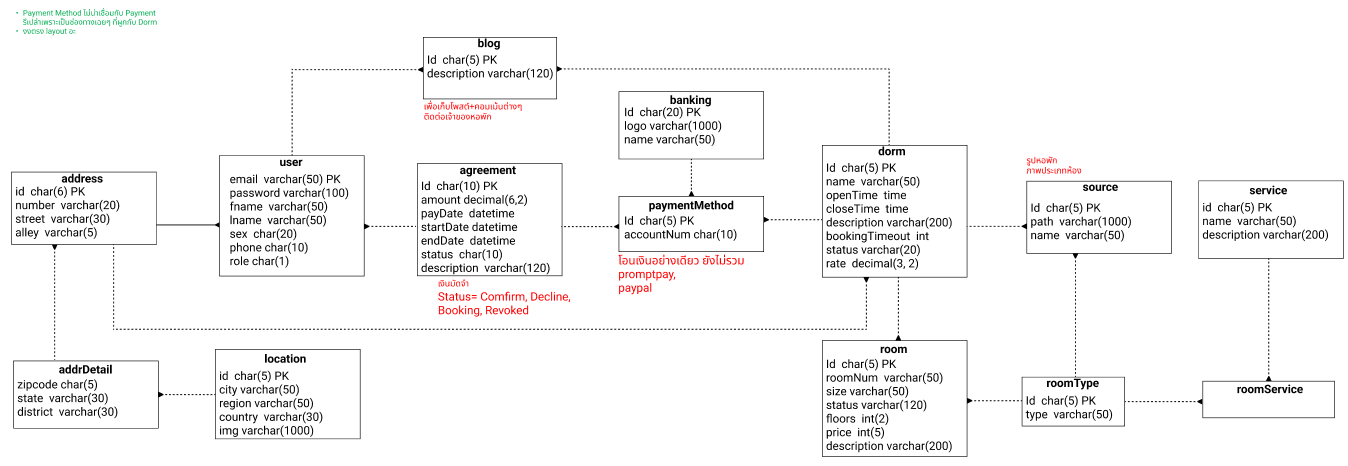 • Payment Method ไม่น่าเชื่อมกับ Payment
รึเปล่าเพราะเป็นช่องทางเฉยๆ ที่ผูกกับ Dorm
• งงตรง layout อะ
blog
Id char(5) PK
description varchar(120)
เพื่อเก็บโพสต์+คอมเม้นต่างๆ
ติดต่อเจ้าของหอพัก
banking
Id char(20) PK
logo varchar(1000)
name varchar(50)
address
id char(6) PK
number varchar(20)
street varchar(30)
alley varchar(5)
user
email varchar(50) PK
password varchar(100)
fname varchar(50)
lname varchar(50)
sex char(20)
phone char(10)
role char(1)
agreement
Id char(10) PK
amount decimal(6,2)
payDate datetime
startDate datetime
endDate datetime
status char(10)
description varchar(120)
เงินมัดจำ
Status= Comfirm, Decline,
Booking, Revoked
paymentMethod
Id char(5) PK
accountNum char(10)
โอนเงินอย่างเดียว ยังไม่รวม
promptpay,
paypal
dorm
Id char(5) PK
name varchar(50)
openTime time
closeTime time
description varchar(200)
bookingTimeout int
status varchar(20)
rate decimal(3, 2)
รูปหอพัก
ภาพประเภทห้อง
source
Id char(5) PK
path varchar(1000)
name varchar(50)
service
id char(5) PK
name varchar(50)
description varchar(200)
addrDetail
zipcode char(5)
state varchar(30)
district varchar(30)
location
id char(5) PK
city varchar(50)
region varchar(50)
country varchar(30)
img varchar(1000)
room
Id char(5) PK
roomNum varchar(50)
size varchar(50)
status varchar(120)
floors int(2)
price int(5)
description varchar(200)
roomType
Id char(5) PK
type varchar(50)
roomService